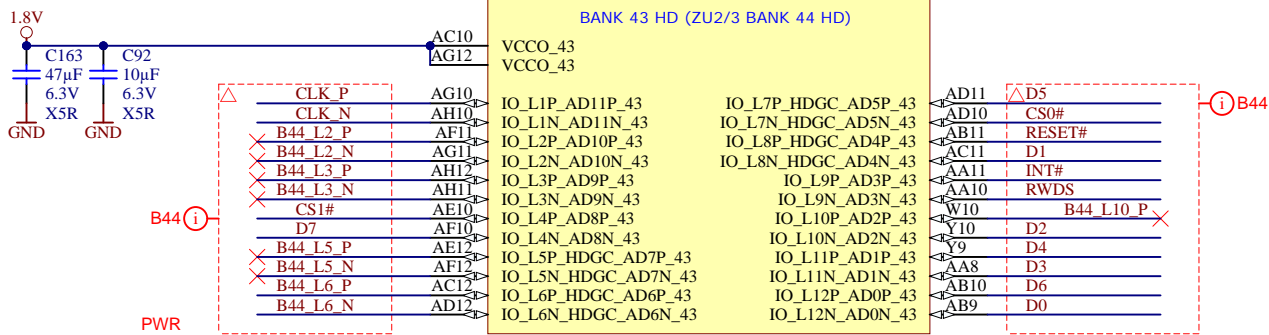 BANK 43 HD (ZU2/3 BANK 44 HD)
1.8V
C163
47µF
6.3V
X5R
GND
C92
10µF
6.3V
X5R
GND
AC10 VCCO_43
AG12 VCCO_43
CLK_P AG10 IO_L1P_AD11P_43 IO_L7P_HDGC_AD5P_43 AD11 D5
CLK_N AH10 IO_L1N_AD11N_43 IO_L7N_HDGC_AD5N_43 AD10 CS0#
B44_L2_P AF11 IO_L2P_AD10P_43 IO_L8P_HDGC_AD4P_43 AB11 RESET#
B44_L2_N AG11 IO_L2N_AD10N_43 IO_L8N_HDGC_AD4N_43 AC11 D1
B44_L3_P AH12 IO_L3P_AD9P_43 IO_L9P_AD3P_43 AA11 INT#
B44_L3_N AH11 IO_L3N_AD9N_43 IO_L9N_AD3N_43 AA10 RWDS
CS1# AE10 IO_L4P_AD8P_43 IO_L10P_AD2P_43 W10 B44_L10_P
D7 AF10 IO_L4N_AD8N_43 IO_L10N_AD2N_43 Y10 D2
B44_L5_P AE12 IO_L5P_HDGC_AD7P_43 IO_L11P_AD1P_43 Y9 D4
B44_L5_N AF12 IO_L5N_HDGC_AD7N_43 IO_L11N_AD1N_43 AA8 D3
B44_L6_P AC12 IO_L6P_HDGC_AD6P_43 IO_L12P_AD0P_43 AB10 D6
B44_L6_N AD12 IO_L6N_HDGC_AD6N_43 IO_L12N_AD0N_43 AB9 D0
B44 i
i B44
PWR